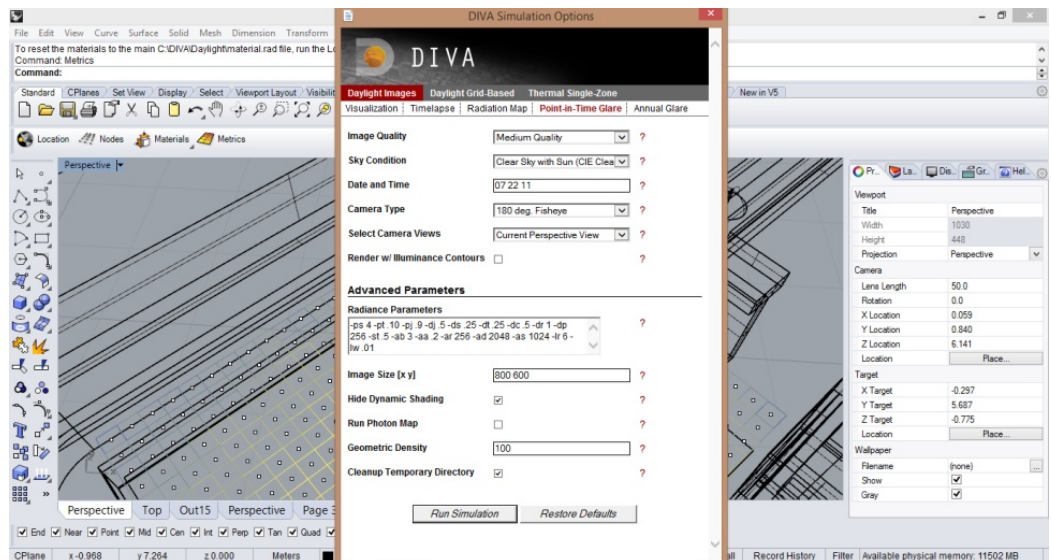 DIVA Simulation Options
File Edit View Curve Surface Solid Mesh Dimension Transform
To reset the materials to the main C:\DIVA\Daylight\material.rad file, run the Lo
Command: Metrics
Command:
Standard CPlanes Set View Display Select Viewport Layout Visibilit
New in V5
Location Nodes Materials Metrics
Perspective
DIVA
Daylight Images Daylight Grid-Based Thermal Single-Zone
Visualization Timelapse Radiation Map Point-in-Time Glare Annual Glare
Image Quality Medium Quality ?
Sky Condition Clear Sky with Sun (CIE Clea ?
Date and Time 07 22 11 ?
Camera Type 180 deg. Fisheye ?
Select Camera Views Current Perspective View ?
Render w/ Illuminance Contours ?
Advanced Parameters
Radiance Parameters
-ps 4 -pt .10 -pj .9 -dj .5 -ds .25 -dt .25 -dc .5 -dr 1 -dp
256 -st .5 -ab 3 -aa .2 -ar 256 -ad 2048 -as 1024 -lr 6 -
lw .01
?
Image Size [x y] 800 600 ?
Hide Dynamic Shading ?
Run Photon Map ?
Geometric Density 100 ?
Cleanup Temporary Directory ?
Run Simulation Restore Defaults
Pr... La... Dis... Gr... Hel...
Viewport
Title Perspective
Width 1030
Height 448
Projection Perspective
Camera
Lens Length 50.0
Rotation 0.0
X Location 0.059
Y Location 0.840
Z Location 6.141
Location Place...
Target
X Target -0.297
Y Target 5.687
Z Target -0.775
Location Place...
Wallpaper
Filename (none) ...
Show
Gray
Perspective Top Out15 Perspective Page 3
End Near Point Mid Cen Int Perp Tan Quad
CPlane x -0.968 y 7.264 z 0.000 Meters
all Record History Filter Available physical memory: 11502 MB